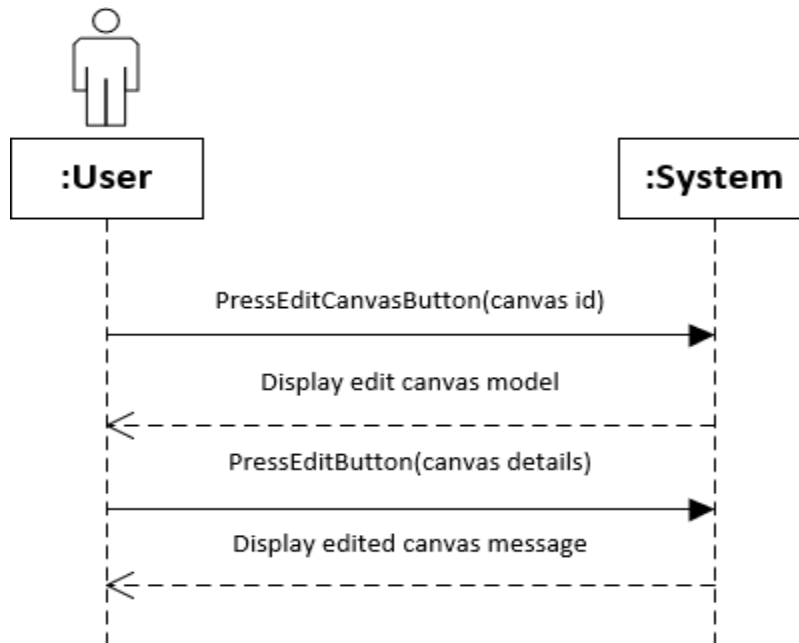 :User
:System
PressEditCanvasButton(canvas id)
Display edit canvas model
PressEditButton(canvas details)
Display edited canvas message